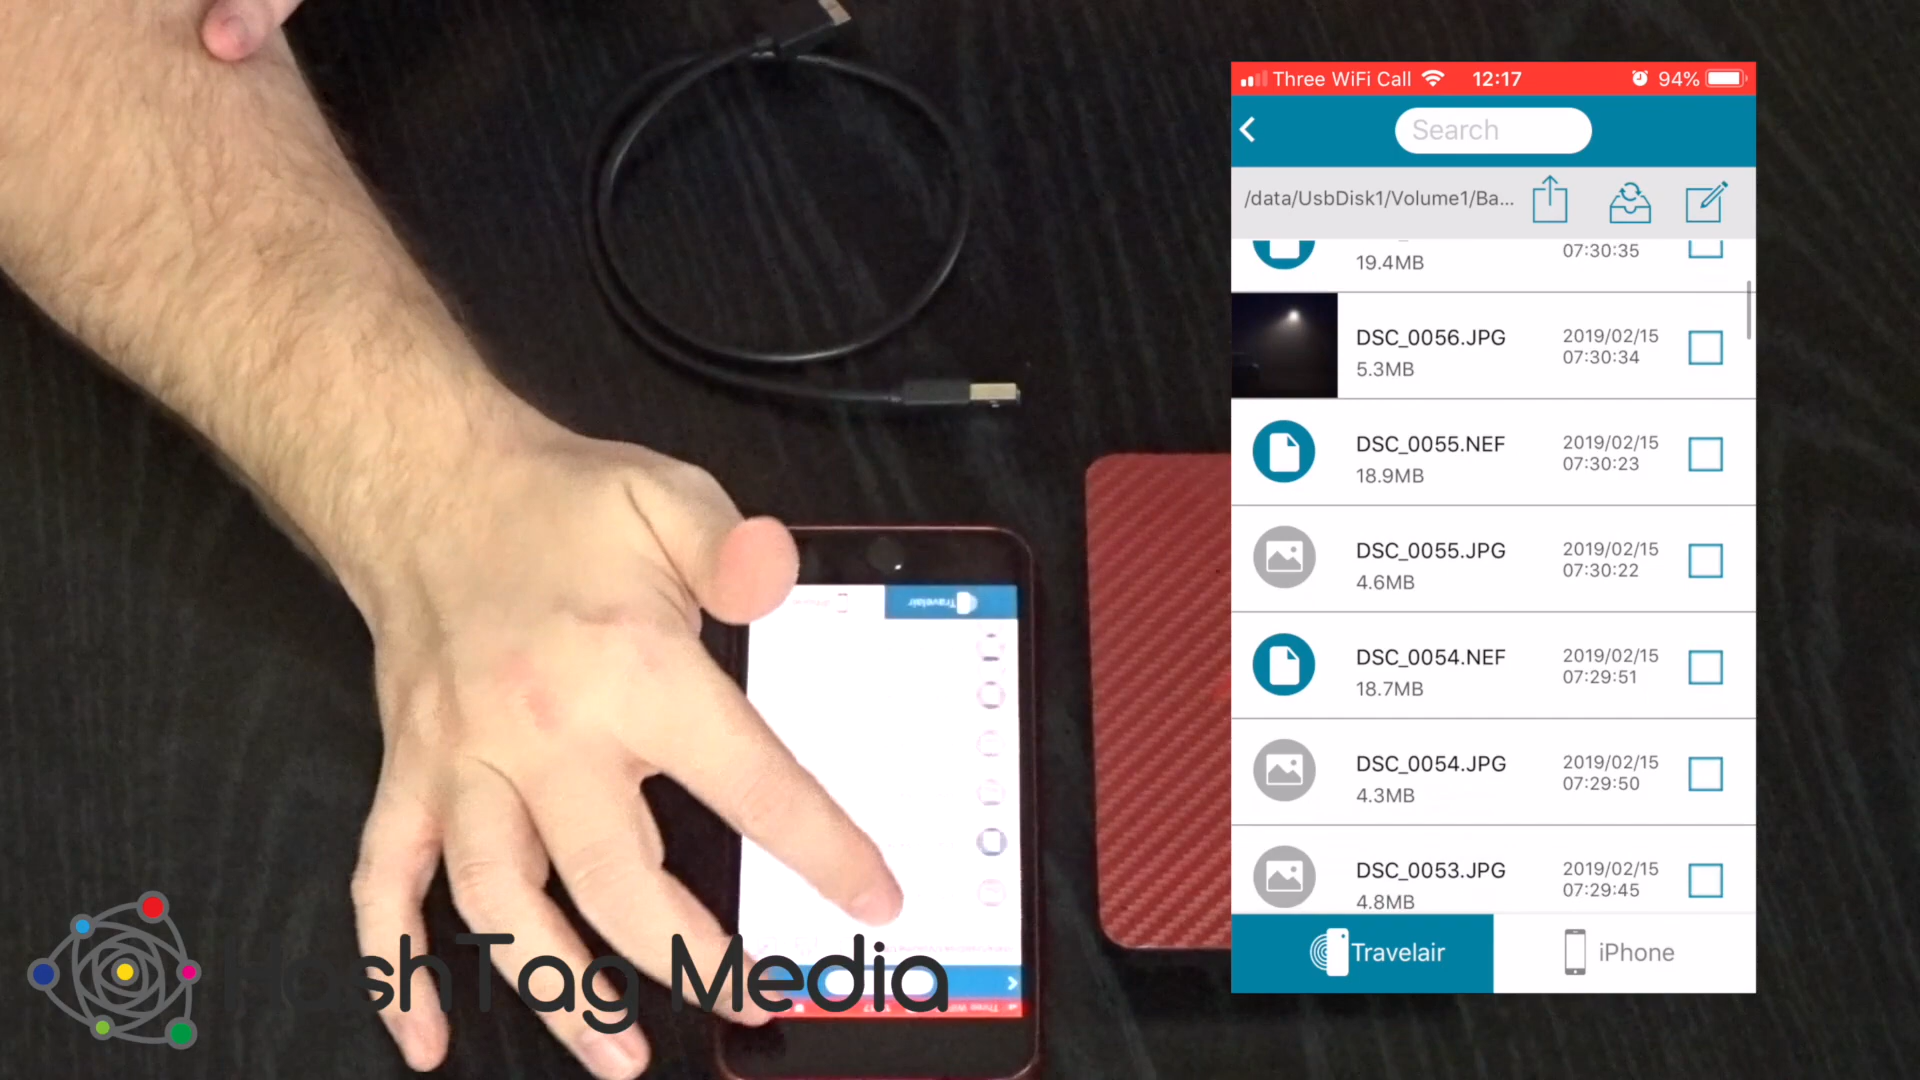 Three WiFi Call 12:17 94%
Search
/data/UsbDisk1/Volume1/Ba...
19.4MB 07:30:35
DSC_0056.JPG 2019/02/15
5.3MB 07:30:34
DSC_0055.NEF 2019/02/15
18.9MB 07:30:23
DSC_0055.JPG 2019/02/15
4.6MB 07:30:22
DSC_0054.NEF 2019/02/15
18.7MB 07:29:51
DSC_0054.JPG 2019/02/15
4.3MB 07:29:50
DSC_0053.JPG 2019/02/15
4.8MB 07:29:45
Travelair iPhone
Travelair
HashTag Media